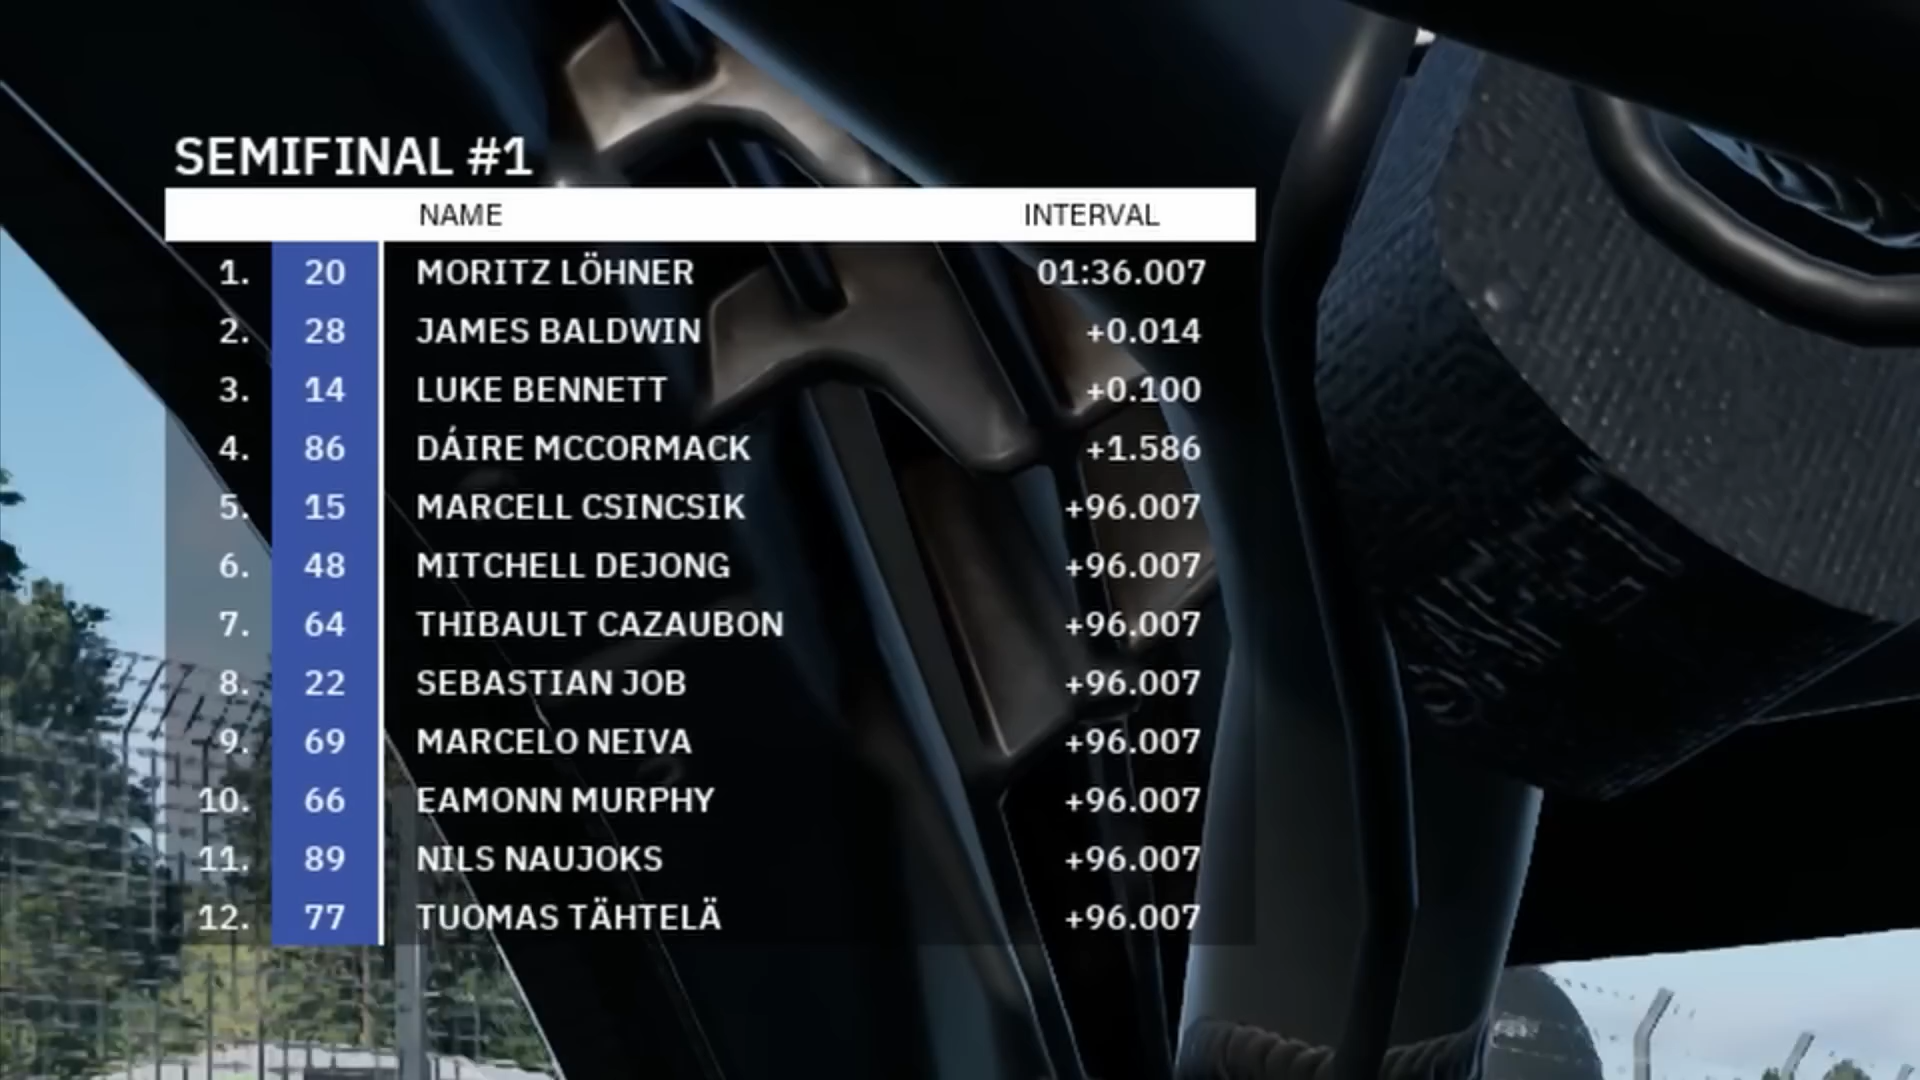 SEMIFINAL #1
NAME INTERVAL
1. 20 MORITZ LÖHNER 01:36.007
2. 28 JAMES BALDWIN +0.014
3. 14 LUKE BENNETT +0.100
4. 86 DÁIRE MCCORMACK +1.586
5. 15 MARCELL CSINCSIK +96.007
6. 48 MITCHELL DEJONG +96.007
7. 64 THIBAULT CAZAUBON +96.007
8. 22 SEBASTIAN JOB +96.007
9. 69 MARCELO NEIVA +96.007
10. 66 EAMONN MURPHY +96.007
11. 89 NILS NAUJOKS +96.007
12. 77 TUOMAS TÄHTELÄ +96.007